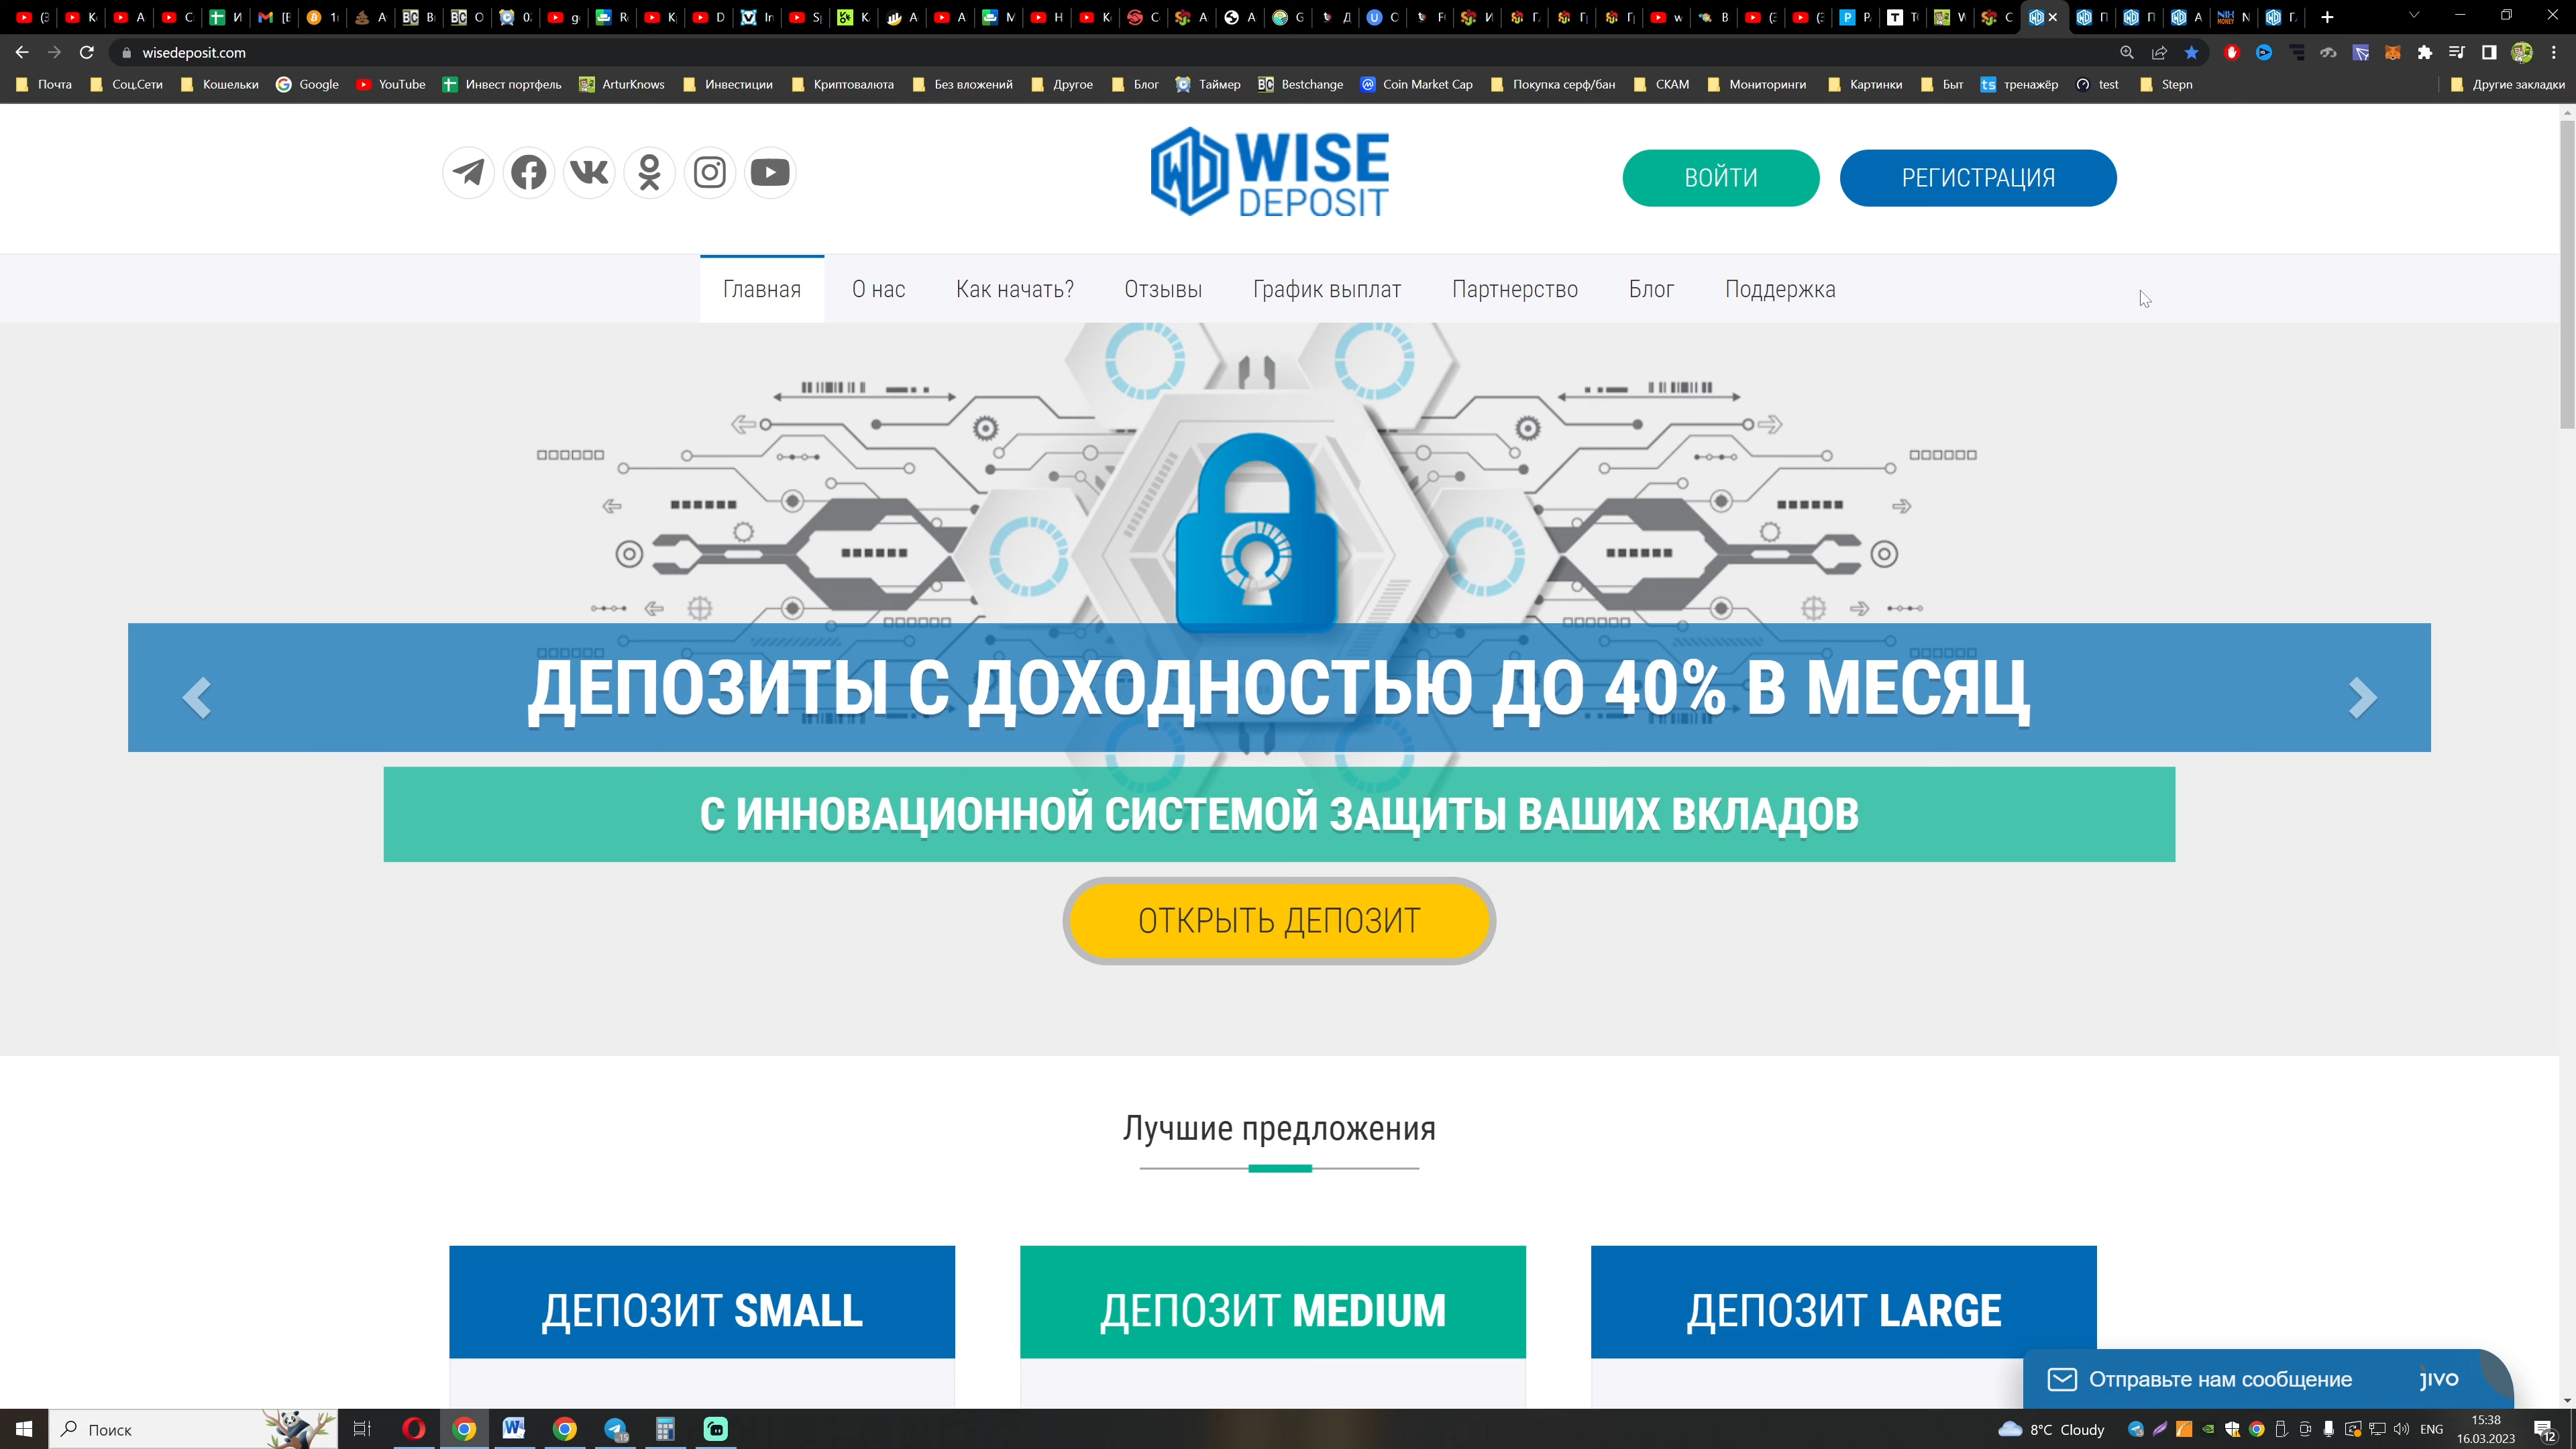 wisedeposit.com
Почта
Соц.Сети
Кошельки
Google
YouTube
Инвест портфель
ArturKnows
Инвестиции
Криптовалюта
Без вложений
Другое
Блог
Таймер
Bestchange
Coin Market Cap
Покупка серф/бан
СКАМ
Мониторинги
Картинки
Быт
тренажёр
test
Stepn
Другие закладки
WISE
DEPOSIT
ВОЙТИ
РЕГИСТРАЦИЯ
Главная
О нас
Как начать?
Отзывы
График выплат
Партнерство
Блог
Поддержка
ДЕПОЗИТЫ С ДОХОДНОСТЬЮ ДО 40% В МЕСЯЦ
С ИННОВАЦИОННОЙ СИСТЕМОЙ ЗАЩИТЫ ВАШИХ ВКЛАДОВ
ОТКРЫТЬ ДЕПОЗИТ
Лучшие предложения
ДЕПОЗИТ SMALL
ДЕПОЗИТ MEDIUM
ДЕПОЗИТ LARGE
Отправьте нам сообщение
jivo
Поиск
8°C Cloudy
ENG
15:38
16.03.2023
12